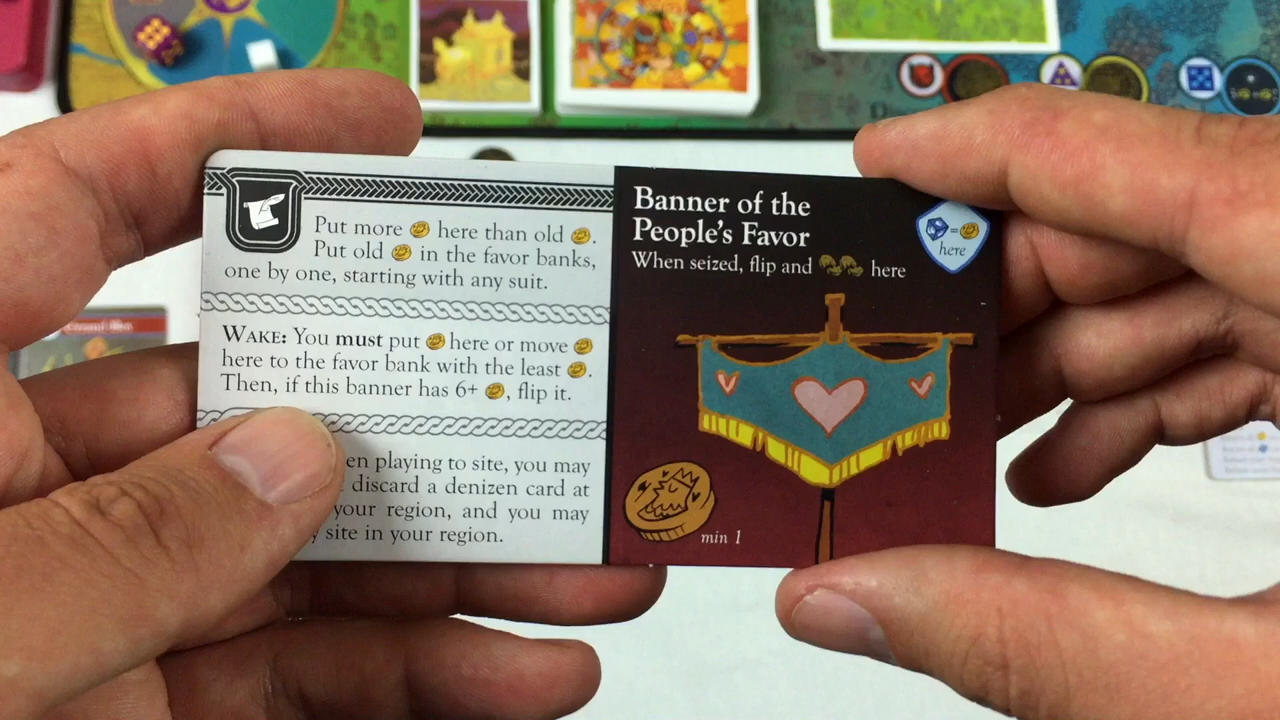 Put more here than old .
Put old in the favor banks,
one by one, starting with any suit.
WAKE: You must put here or move
here to the favor bank with the least .
Then, if this banner has 6+ , flip it.
playing to site, you may
discard a denizen card at
your region, and you may
site in your region.
Banner of the
People's Favor
When seized, flip and here
=
here
min 1